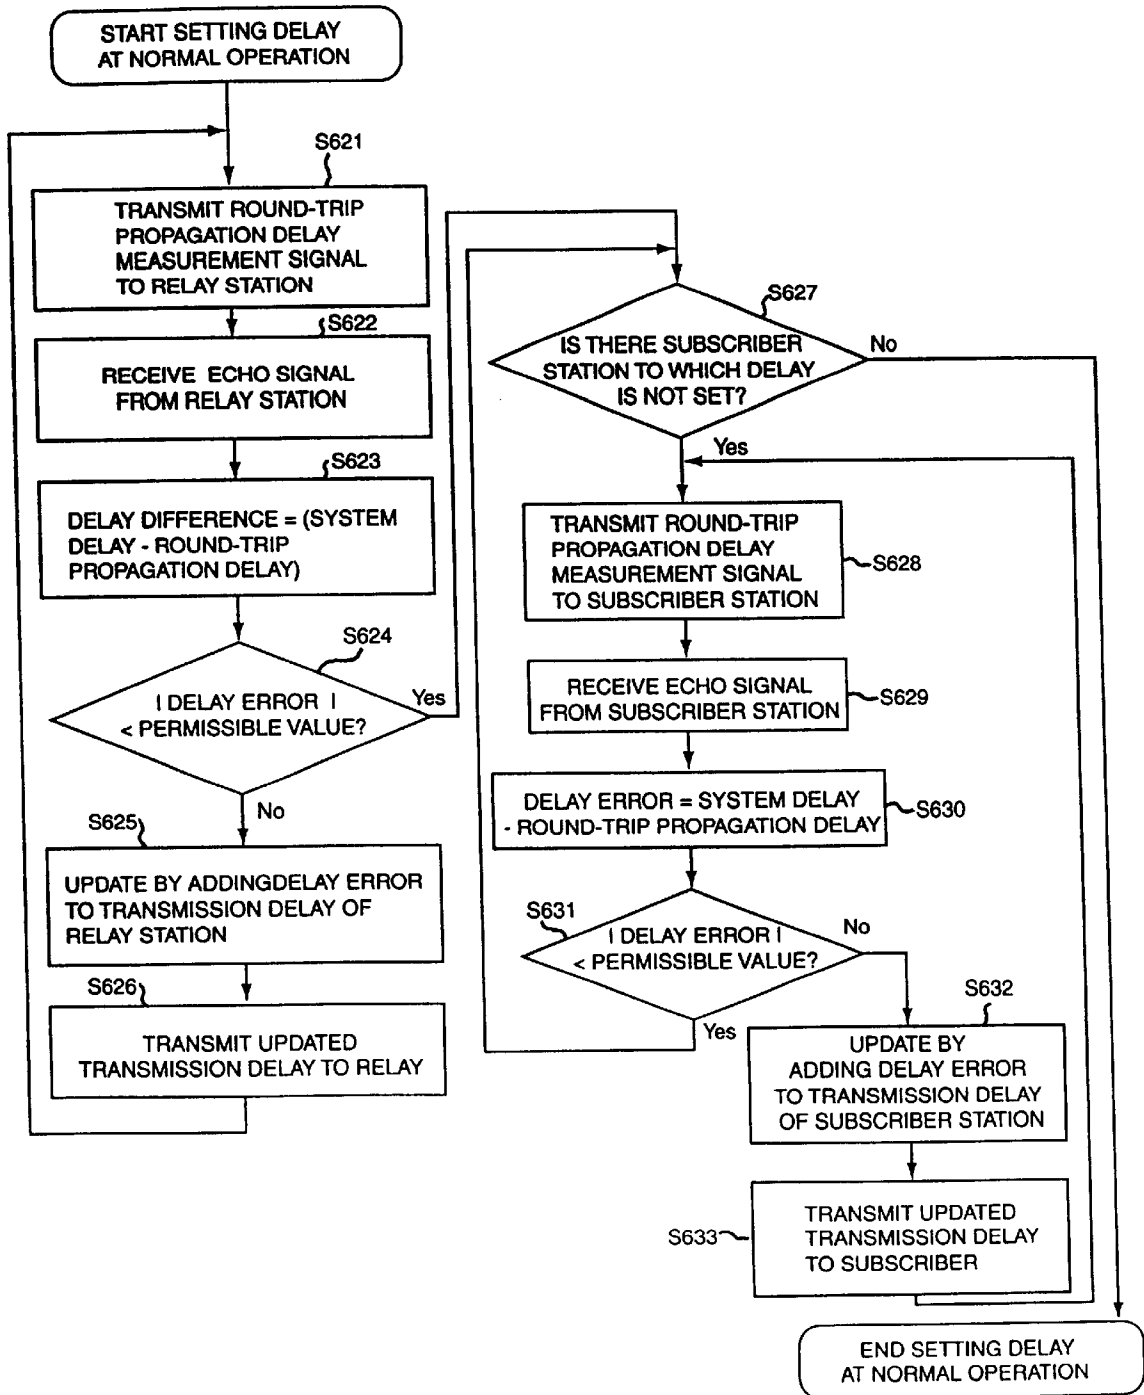 START SETTING DELAY
AT NORMAL OPERATION
S621
TRANSMIT ROUND-TRIP
PROPAGATION DELAY
MEASUREMENT SIGNAL
TO RELAY STATION
S622
RECEIVE ECHO SIGNAL
FROM RELAY STATION
S623
DELAY DIFFERENCE = (SYSTEM
DELAY - ROUND-TRIP
PROPAGATION DELAY)
S624
| DELAY ERROR |
< PERMISSIBLE VALUE?
Yes
No
S625
UPDATE BY ADDINGDELAY ERROR
TO TRANSMISSION DELAY OF
RELAY STATION
S626
TRANSMIT UPDATED
TRANSMISSION DELAY TO RELAY
S627
IS THERE SUBSCRIBER
STATION TO WHICH DELAY
IS NOT SET?
No
Yes
TRANSMIT ROUND-TRIP
PROPAGATION DELAY
MEASUREMENT SIGNAL
TO SUBSCRIBER STATION
S628
RECEIVE ECHO SIGNAL
FROM SUBSCRIBER STATION
S629
DELAY ERROR = SYSTEM DELAY
- ROUND-TRIP PROPAGATION DELAY
S630
S631
| DELAY ERROR |
< PERMISSIBLE VALUE?
No
Yes
S632
UPDATE BY
ADDING DELAY ERROR
TO TRANSMISSION DELAY
OF SUBSCRIBER STATION
S633
TRANSMIT UPDATED
TRANSMISSION DELAY
TO SUBSCRIBER
END SETTING DELAY
AT NORMAL OPERATION